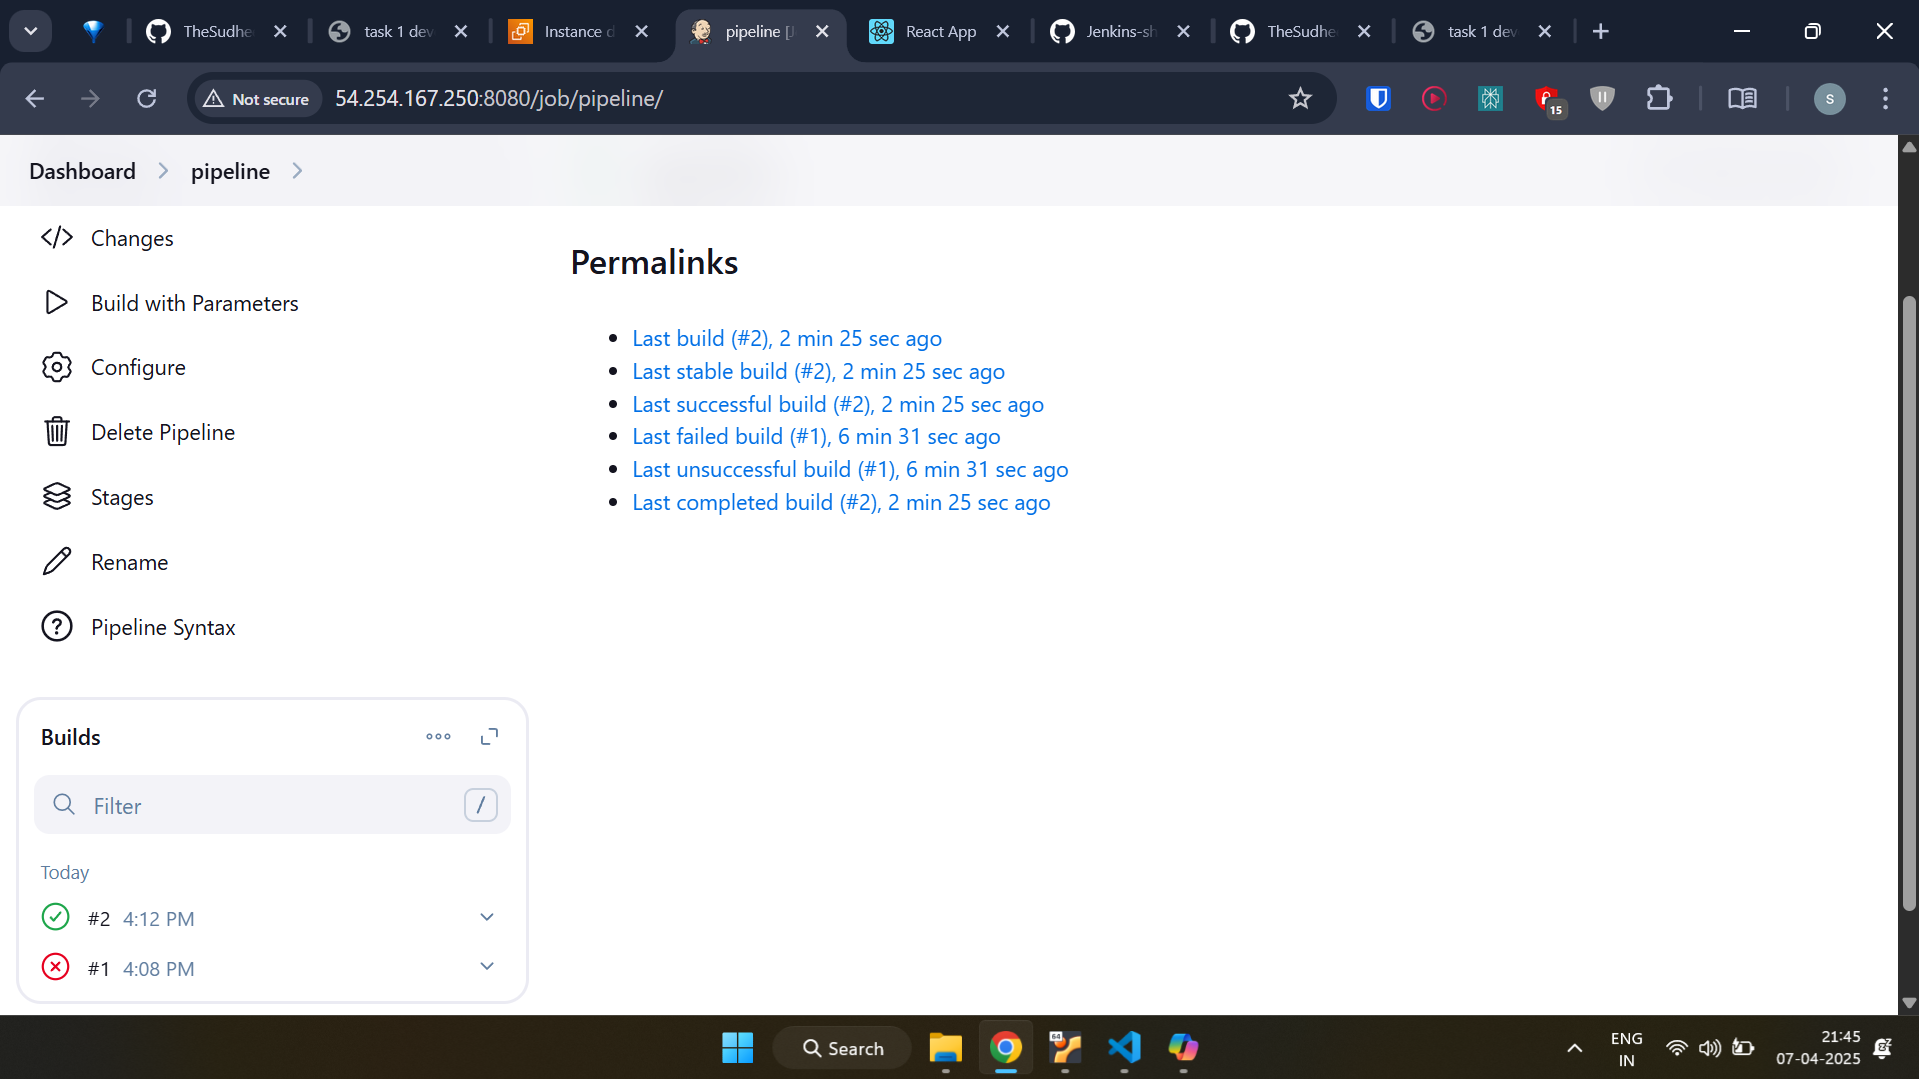 TheSudhe
task 1 dev
Instance d
pipeline [J
React App
Jenkins-sh
TheSudhe
task 1 dev
Not secure
54.254.167.250:8080/job/pipeline/
15
S
Dashboard
pipeline
Changes
Build with Parameters
Configure
Delete Pipeline
Stages
Rename
Pipeline Syntax
Permalinks
Last build (#2), 2 min 25 sec ago
Last stable build (#2), 2 min 25 sec ago
Last successful build (#2), 2 min 25 sec ago
Last failed build (#1), 6 min 31 sec ago
Last unsuccessful build (#1), 6 min 31 sec ago
Last completed build (#2), 2 min 25 sec ago
Builds
Filter
/
Today
#2 4:12 PM
#1 4:08 PM
Search
64
ENG
IN
21:45
07-04-2025